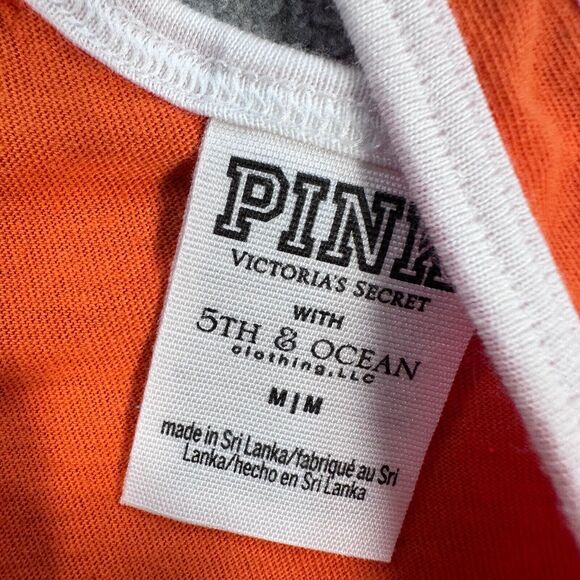 PINK
VICTORIA'S SECRET
WITH
5TH & OCEAN
clothing,LLC
M|M
made in Sri Lanka/fabriqué au Sri
Lanka/hecho en Sri Lanka